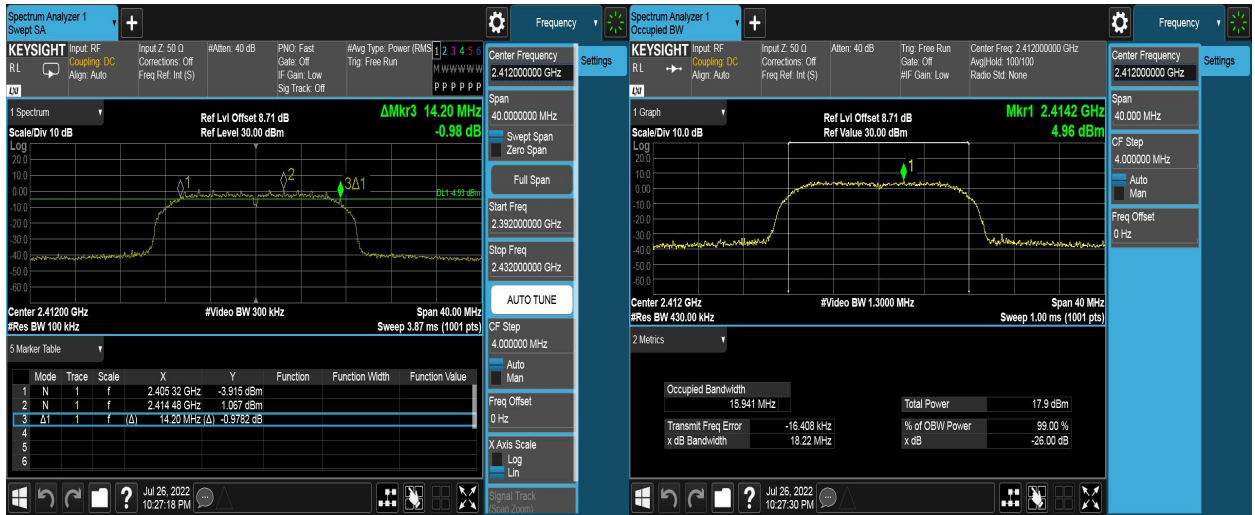 Spectrum Analyzer 1
Swept SA
Frequency
KEYSIGHT
RL
LXI
Input: RF
Coupling: DC
Align: Auto
Input Z: 50 Ω
Corrections: Off
Freq Ref: Int (S)
#Atten: 40 dB
PNO: Fast
Gate: Off
IF Gain: Low
Sig Track: Off
#Avg Type: Power (RMS
Trig: Free Run
1 2 3 4 5 6
M W W W W W
P P P P P P
Center Frequency
2.412000000 GHz
Settings
Span
40.0000000 MHz
Swept Span
Zero Span
Full Span
Start Freq
2.392000000 GHz
Stop Freq
2.432000000 GHz
AUTO TUNE
CF Step
4.000000 MHz
Auto
Man
Freq Offset
0 Hz
X Axis Scale
Log
Lin
Signal Track
(Span Zoom)
1 Spectrum
Scale/Div 10 dB
Ref Lvl Offset 8.71 dB
Ref Level 30.00 dBm
ΔMkr3 14.20 MHz
-0.98 dB
Log
20.0
10.0
0.00
-10.0
-20.0
-30.0
-40.0
-50.0
-60.0
1
2
3Δ1
DL1 -4.93 dBm
Center 2.41200 GHz
#Res BW 100 kHz
#Video BW 300 kHz
Span 40.00 MHz
Sweep 3.87 ms (1001 pts)
5 Marker Table
Mode Trace Scale X Y Function Function Width Function Value
1 N 1 f 2.405 32 GHz -3.915 dBm
2 N 1 f 2.414 48 GHz 1.067 dBm
3 Δ1 1 f (Δ) 14.20 MHz (Δ) -0.9782 dB
4
5
6
?
Jul 26, 2022
10:27:18 PM
Spectrum Analyzer 1
Occupied BW
Frequency
KEYSIGHT
RL
LXI
Input: RF
Coupling: DC
Align: Auto
Input Z: 50 Ω
Corrections: Off
Freq Ref: Int (S)
Atten: 40 dB
Trig: Free Run
Gate: Off
#IF Gain: Low
Center Freq: 2.412000000 GHz
Avg|Hold: 100/100
Radio Std: None
Center Frequency
2.412000000 GHz
Settings
Span
40.000 MHz
CF Step
4.000000 MHz
Auto
Man
Freq Offset
0 Hz
1 Graph
Scale/Div 10.0 dB
Ref Lvl Offset 8.71 dB
Ref Value 30.00 dBm
Mkr1 2.4142 GHz
4.96 dBm
Log
20.0
10.0
0.00
-10.0
-20.0
-30.0
-40.0
-50.0
-60.0
1
Center 2.412 GHz
#Res BW 430.00 kHz
#Video BW 1.3000 MHz
Span 40 MHz
Sweep 1.00 ms (1001 pts)
2 Metrics
Occupied Bandwidth
15.941 MHz
Total Power 17.9 dBm
Transmit Freq Error -16.408 kHz
% of OBW Power 99.00 %
x dB Bandwidth 18.22 MHz
x dB -26.00 dB
?
Jul 26, 2022
10:27:30 PM